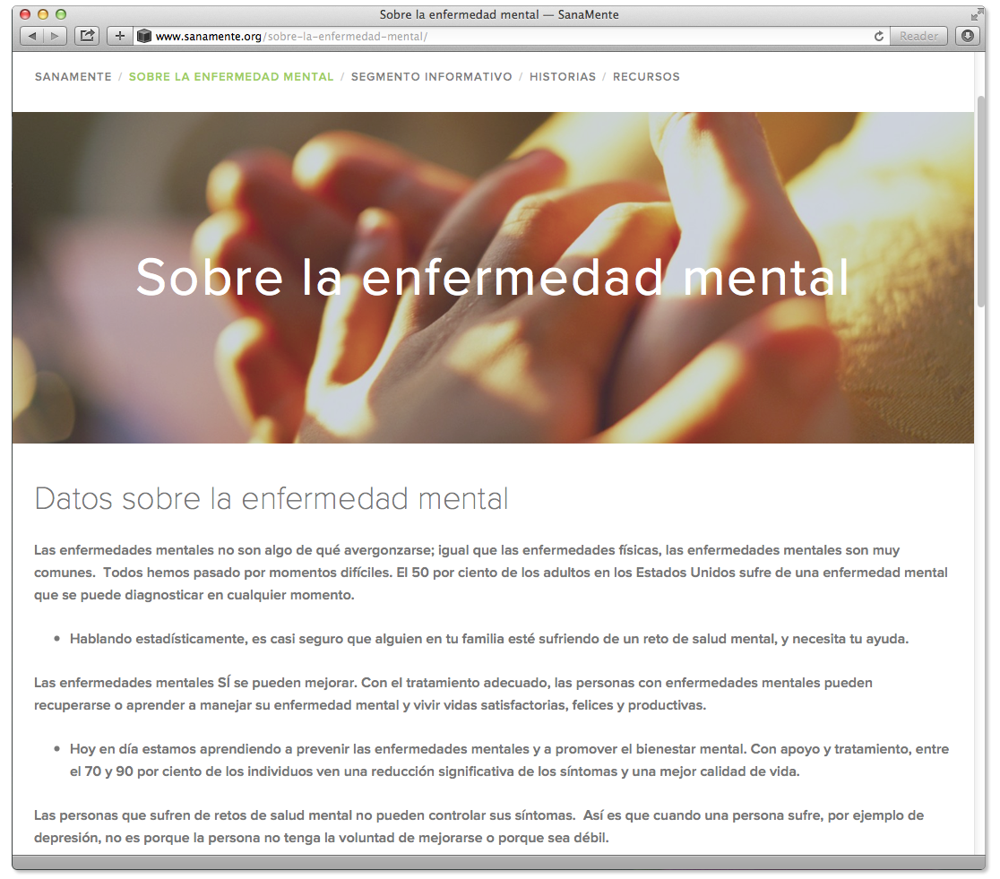 Sobre la enfermedad mental — SanaMente
www.sanamente.org/sobre-la-enfermedad-mental/
Reader
SANAMENTE / SOBRE LA ENFERMEDAD MENTAL / SEGMENTO INFORMATIVO / HISTORIAS / RECURSOS
Sobre la enfermedad mental
Datos sobre la enfermedad mental
Las enfermedades mentales no son algo de qué avergonzarse; igual que las enfermedades físicas, las enfermedades mentales son muy
comunes.  Todos hemos pasado por momentos difíciles. El 50 por ciento de los adultos en los Estados Unidos sufre de una enfermedad mental
que se puede diagnosticar en cualquier momento.
• Hablando estadísticamente, es casi seguro que alguien en tu familia esté sufriendo de un reto de salud mental, y necesita tu ayuda.
Las enfermedades mentales SÍ se pueden mejorar. Con el tratamiento adecuado, las personas con enfermedades mentales pueden
recuperarse o aprender a manejar su enfermedad mental y vivir vidas satisfactorias, felices y productivas.
• Hoy en día estamos aprendiendo a prevenir las enfermedades mentales y a promover el bienestar mental. Con apoyo y tratamiento, entre
el 70 y 90 por ciento de los individuos ven una reducción significativa de los síntomas y una mejor calidad de vida.
Las personas que sufren de retos de salud mental no pueden controlar sus síntomas.  Así es que cuando una persona sufre, por ejemplo de
depresión, no es porque la persona no tenga la voluntad de mejorarse o porque sea débil.